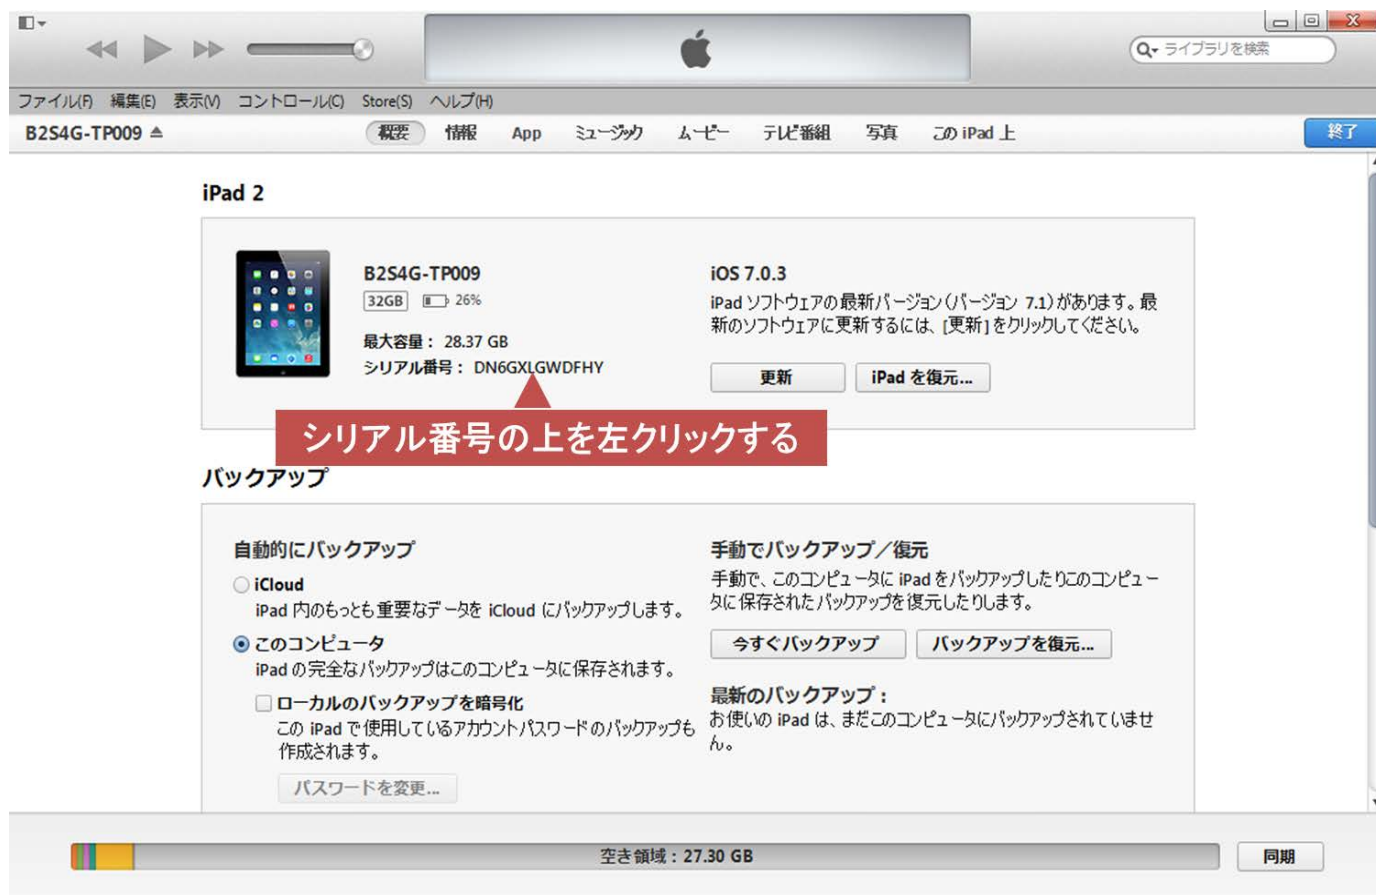 ライブラリを検索
ファイル(F) 編集(E) 表示(V) コントロール(C) Store(S) ヘルプ(H)
B2S4G-TP009 概要 情報 App ミュージック ムービー テレビ番組 写真 この iPad 上 終了
iPad 2
B2S4G-TP009
32GB 26%
最大容量： 28.37 GB
シリアル番号： DN6GXLGWDFHY
iOS 7.0.3
iPad ソフトウェアの最新バージョン（バージョン 7.1）があります。最
新のソフトウェアに更新するには、[更新]をクリックしてください。
更新 iPad を復元...
シリアル番号の上を左クリックする
バックアップ
自動的にバックアップ
iCloud
iPad 内のもっとも重要なデータを iCloud にバックアップします。
このコンピュータ
iPad の完全なバックアップはこのコンピュータに保存されます。
ローカルのバックアップを暗号化
この iPad で使用しているアカウントパスワードのバックアップも
作成されます。
パスワードを変更...
手動でバックアップ／復元
手動で、このコンピュータに iPad をバックアップしたりこのコンピュー
タに保存されたバックアップを復元したりします。
今すぐバックアップ バックアップを復元...
最新のバックアップ：
お使いの iPad は、まだこのコンピュータにバックアップされていませ
ん。
空き領域：27.30 GB
同期